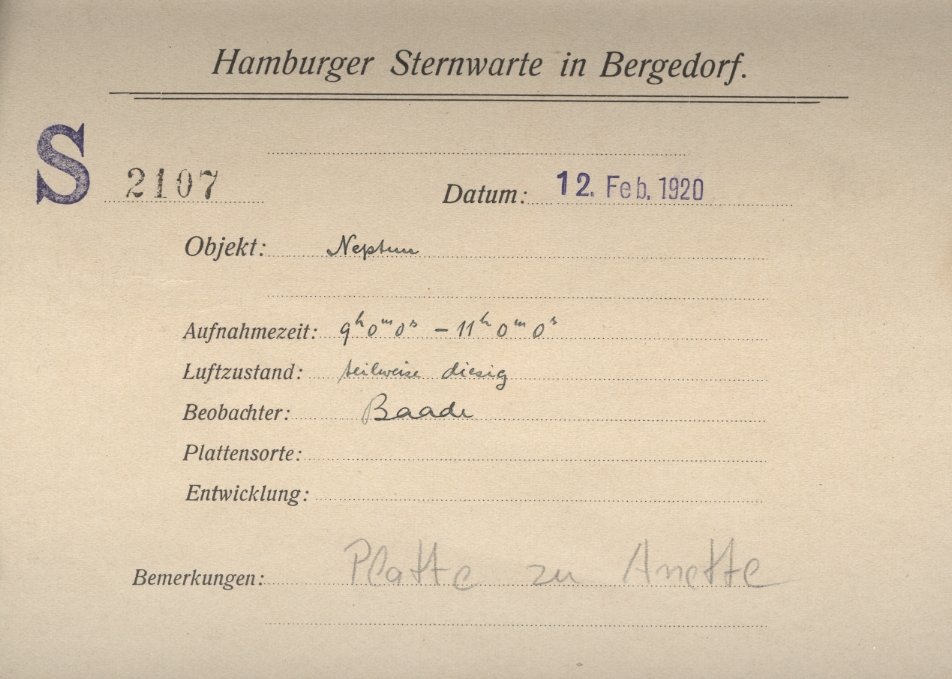 Hamburger Sternwarte in Bergedorf.
S 2107 Datum: 12. Feb. 1920
Objekt: Neptun
Aufnahmezeit: 9h 0m 0s – 11h 0m 0s
Luftzustand: teilweise diesig
Beobachter: Baade
Plattensorte:
Entwicklung:
Bemerkungen: Platte zu Anette